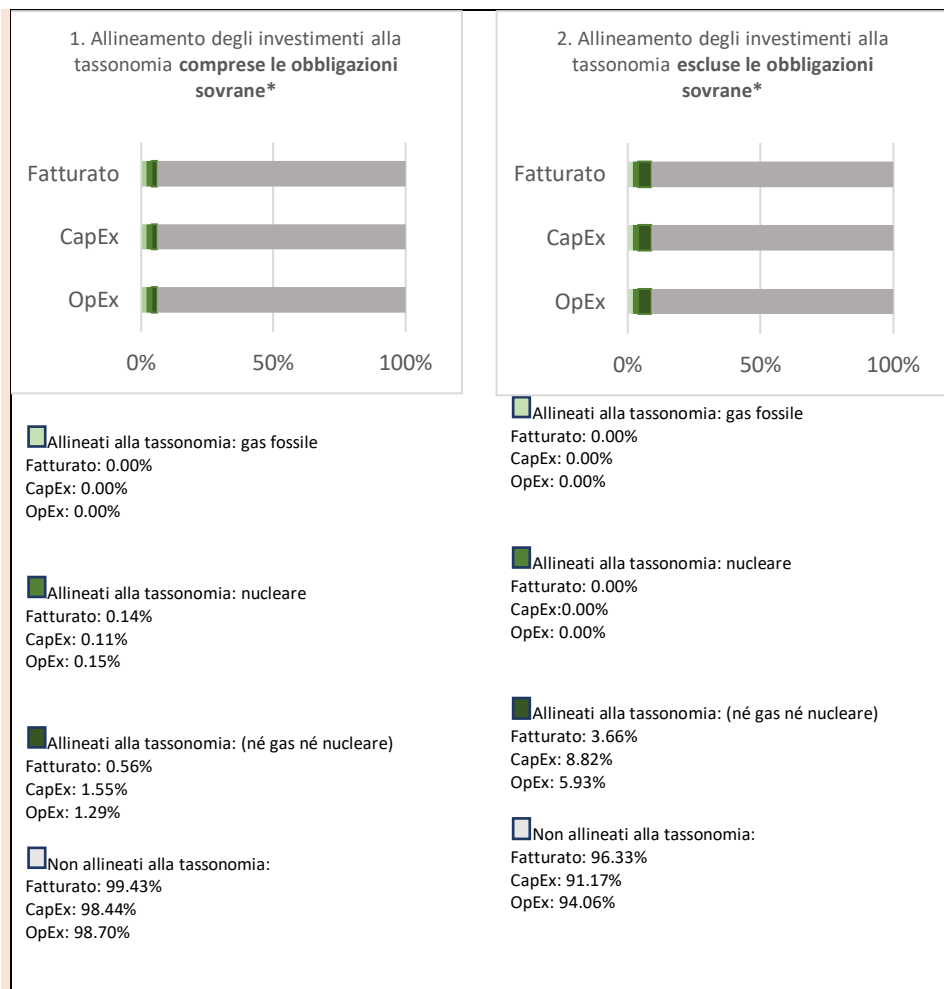 1. Allineamento degli investimenti alla
tassonomia comprese le obbligazioni
sovrane*
Fatturato
CapEx
OpEx
0%
50%
100%
Allineati alla tassonomia: gas fossile
Fatturato: 0.00%
CapEx: 0.00%
OpEx: 0.00%
Allineati alla tassonomia: nucleare
Fatturato: 0.14%
CapEx: 0.11%
OpEx: 0.15%
Allineati alla tassonomia: (né gas né nucleare)
Fatturato: 0.56%
CapEx: 1.55%
OpEx: 1.29%
Non allineati alla tassonomia:
Fatturato: 99.43%
CapEx: 98.44%
OpEx: 98.70%
2. Allineamento degli investimenti alla
tassonomia escluse le obbligazioni
sovrane*
Fatturato
CapEx
OpEx
0%
50%
100%
Allineati alla tassonomia: gas fossile
Fatturato: 0.00%
CapEx: 0.00%
OpEx: 0.00%
Allineati alla tassonomia: nucleare
Fatturato: 0.00%
CapEx:0.00%
OpEx: 0.00%
Allineati alla tassonomia: (né gas né nucleare)
Fatturato: 3.66%
CapEx: 8.82%
OpEx: 5.93%
Non allineati alla tassonomia:
Fatturato: 96.33%
CapEx: 91.17%
OpEx: 94.06%